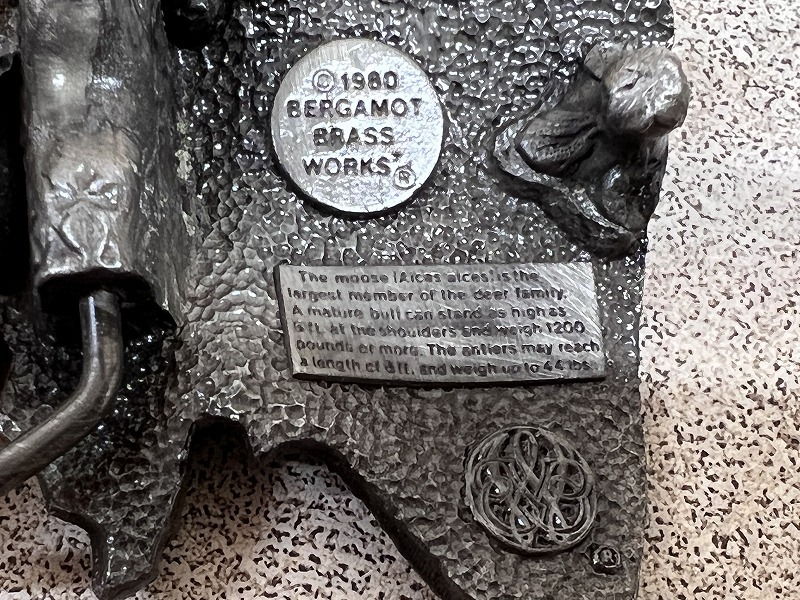 © 1980
BERGAMOT
BRASS
WORKS ®
The moose (Alces alces) is the
largest member of the deer family.
A mature bull can stand as high as
ft. at the shoulders and weigh 1200
pounds or more. The antlers may reach
a length of ft. and weigh up to 44 lbs.
®